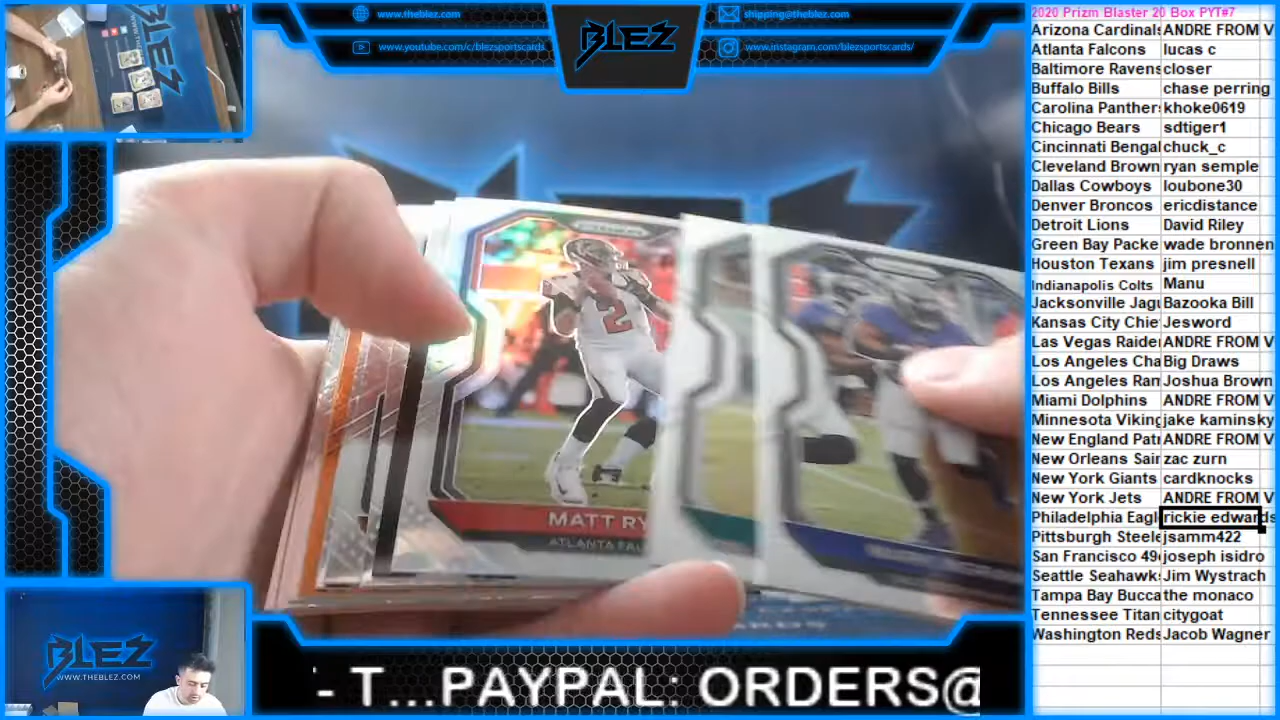 www.theblez.com
shipping@theblez.com
www.youtube.com/c/blezsportscards
www.instagram.com/blezsportscards/
BLEZ
2020 Prizm Blaster 20 Box PYT#7
Arizona Cardinals ANDRE FROM V
Atlanta Falcons lucas c
Baltimore Ravens closer
Buffalo Bills chase perring
Carolina Panther khoke0619
Chicago Bears sdtiger1
Cincinnati Bengal chuck_c
Cleveland Brown ryan semple
Dallas Cowboys loubone30
Denver Broncos ericdistance
Detroit Lions David Riley
Green Bay Packe wade bronnen
Houston Texans jim presnell
Indianapolis Colts Manu
Jacksonville Jagu Bazooka Bill
Kansas City Chie Jesword
Las Vegas Raider ANDRE FROM V
Los Angeles Cha Big Draws
Los Angeles Ram Joshua Brown
Miami Dolphins ANDRE FROM V
Minnesota Viking jake kaminsky
New England Patr ANDRE FROM V
New Orleans Sain zac zurn
New York Giants cardknocks
New York Jets ANDRE FROM V
Philadelphia Eagl rickie edwards
Pittsburgh Steele jsamm422
San Francisco 49 joseph isidro
Seattle Seahawk Jim Wystrach
Tampa Bay Bucca the monaco
Tennessee Titan citygoat
Washington Reds Jacob Wagner
BLEZ
2
MATT RY
ATLANTA FAL
BLEZ
WWW.THEBLEZ.COM
- T...PAYPAL: ORDERS@